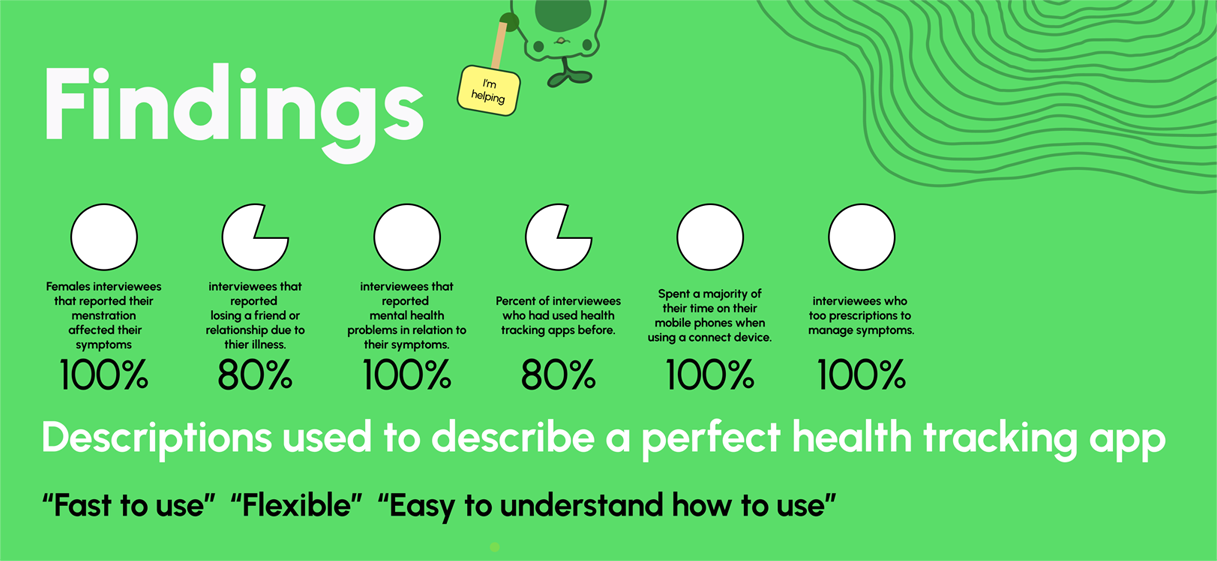 I'm
helping
Findings
Females interviewees
that reported their
menstration
affected their
symptoms
100%
interviewees that
reported
losing a friend or
relationship due to
thier illness.
80%
interviewees that
reported
mental health
problems in relation to
their symptoms.
100%
Percent of interviewees
who had used health
tracking apps before.
80%
Spent a majority of
their time on their
mobile phones when
using a connect device.
100%
interviewees who
too prescriptions to
manage symptoms.
100%
Descriptions used to describe a perfect health tracking app
“Fast to use” “Flexible” “Easy to understand how to use”